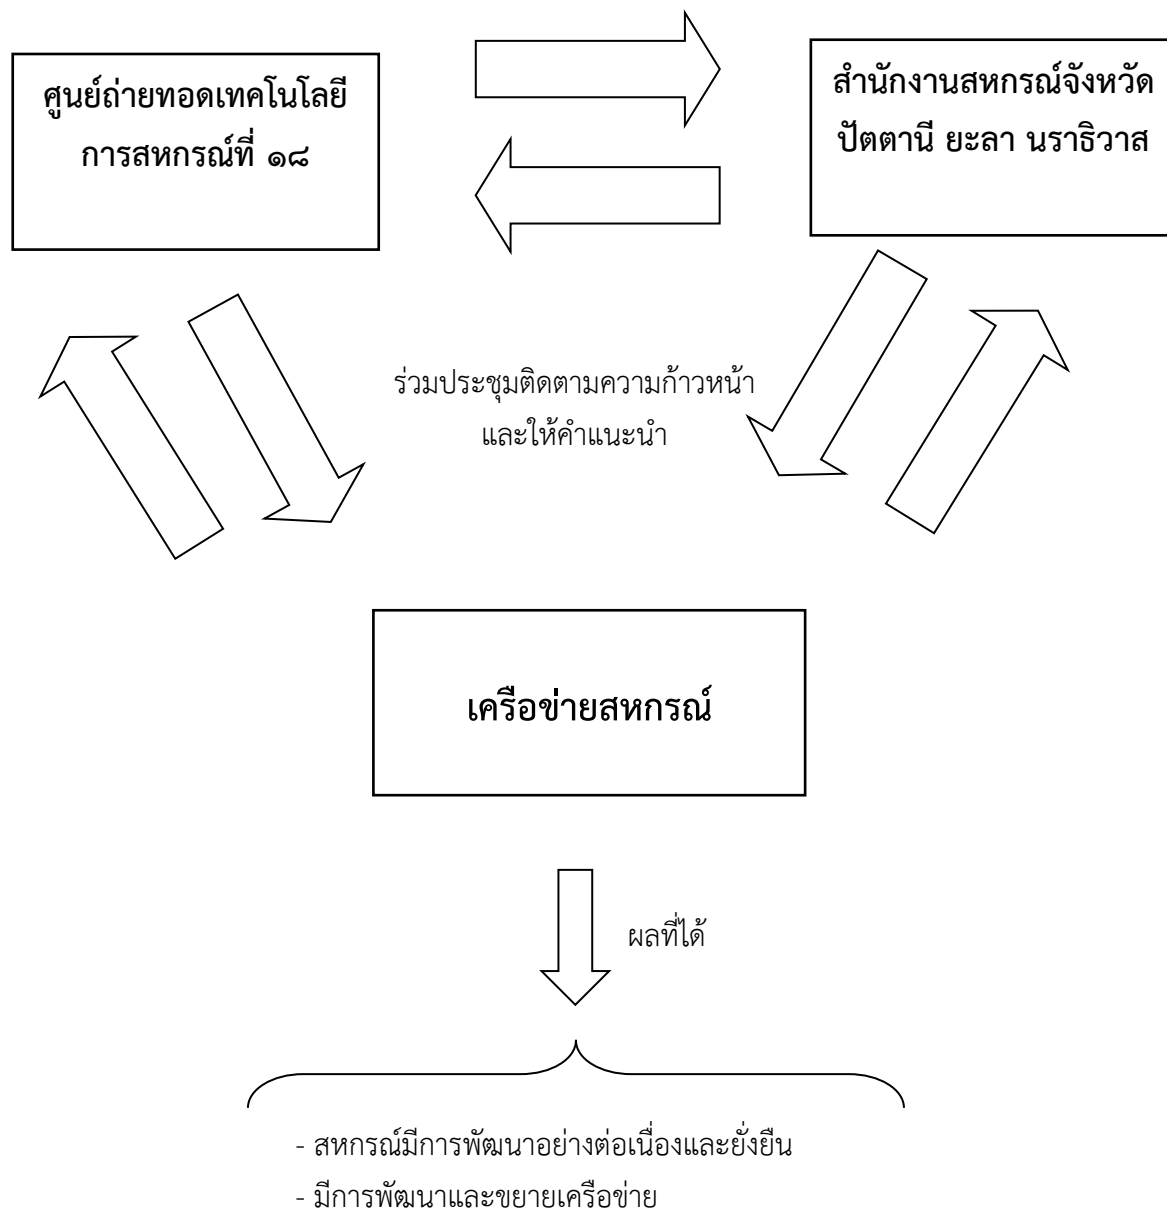 ศูนย์ถ่ายทอดเทคโนโลยี
การสหกรณ์ที่ ๑๘
สำนักงานสหกรณ์จังหวัด
ปัตตานี ยะลา นราธิวาส
ร่วมประชุมติดตามความก้าวหน้า
และให้คำแนะนำ
เครือข่ายสหกรณ์
ผลที่ได้
- สหกรณ์มีการพัฒนาอย่างต่อเนื่องและยั่งยืน
- มีการพัฒนาและขยายเครือข่าย